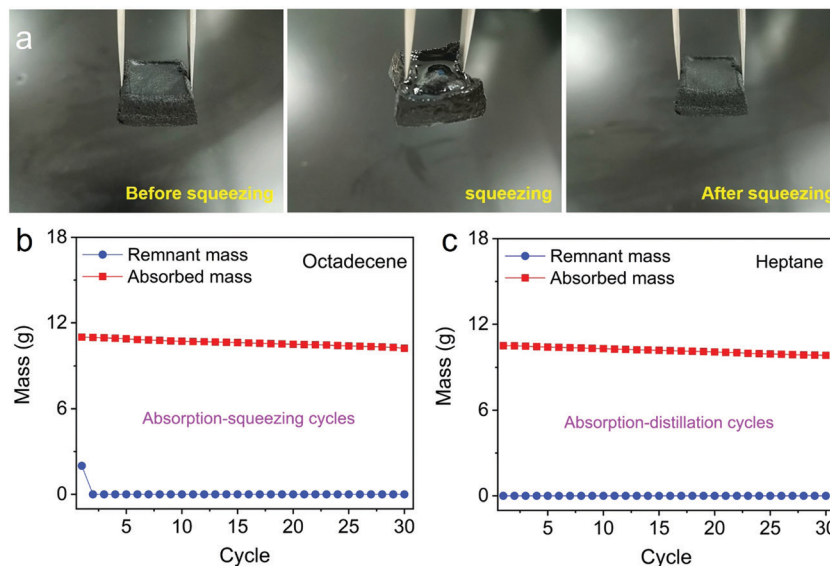 a
Before squeezing
squeezing
After squeezing
b
18
12
6
0
Mass (g)
Remnant mass
Absorbed mass
Octadecene
Absorption-squeezing cycles
5
10
15
20
25
30
Cycle
c
18
12
6
0
Mass (g)
Remnant mass
Absorbed mass
Heptane
Absorption-distillation cycles
5
10
15
20
25
30
Cycle